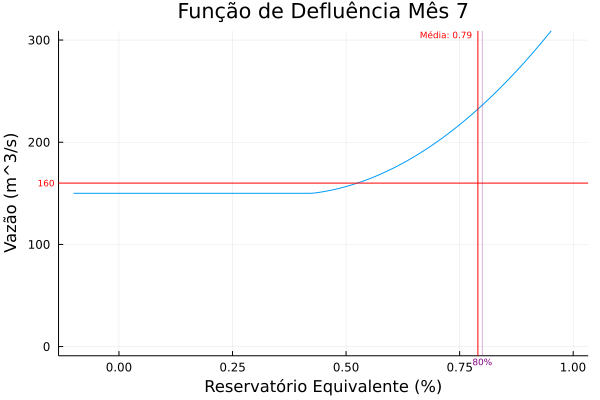 Função de Defluência Mês 7
Média: 0.79
300
200
160
100
0
Vazão (m^3/s)
0.00
0.25
0.50
0.75
80%
1.00
Reservatório Equivalente (%)